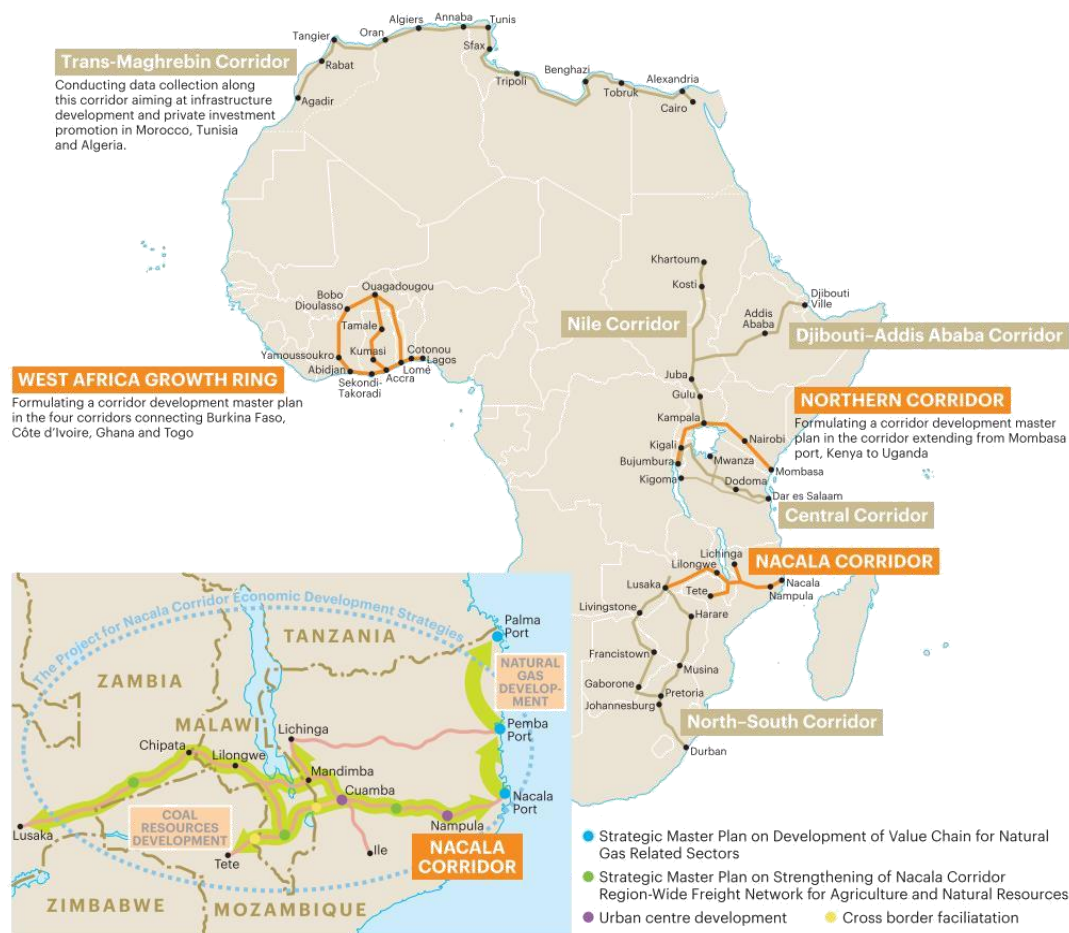 Algiers
Annaba
Tunis
Oran
Tangier
Sfax
Trans-Maghrebin Corridor
Rabat
Benghazi
Alexandria
Tripoli
Tobruk
Cairo
Conducting data collection along
this corridor aiming at infrastructure
development and private investment
promotion in Morocco, Tunisia
and Algeria.
Agadir
Khartoum
Kosti
Djibouti
Ville
Addis
Ababa
Nile Corridor
Djibouti–Addis Ababa Corridor
Ouagadougou
Bobo
Dioulasso
Tamale
Kumasi
Cotonou
Lagos
Yamoussoukro
Abidjan
Lomé
Accra
Sekondi-
Takoradi
WEST AFRICA GROWTH RING
Formulating a corridor development master plan
in the four corridors connecting Burkina Faso,
Côte d'Ivoire, Ghana and Togo
Juba
Gulu
Kampala
NORTHERN CORRIDOR
Formulating a corridor development master
plan in the corridor extending from Mombasa
port, Kenya to Uganda
Kigali
Nairobi
Bujumbura
Mwanza
Mombasa
Kigoma
Dodoma
Dar es Salaam
Central Corridor
Lichinga
Lilongwe
NACALA CORRIDOR
Lusaka
Nacala
Tete
Nampula
Livingstone
Harare
Francistown
Musina
Gaborone
Pretoria
Johannesburg
North–South Corridor
Durban
The Project for Nacala Corridor Economic Development Strategies
TANZANIA
Palma
Port
ZAMBIA
NATURAL
GAS
DEVELOP-
MENT
MALAWI
Lichinga
Pemba
Port
Chipata
Lilongwe
Mandimba
Cuamba
Nacala
Port
COAL
RESOURCES
DEVELOPMENT
Lusaka
Nampula
Tete
Ile
NACALA
CORRIDOR
ZIMBABWE
MOZAMBIQUE
Strategic Master Plan on Development of Value Chain for Natural
Gas Related Sectors
Strategic Master Plan on Strengthening of Nacala Corridor
Region-Wide Freight Network for Agriculture and Natural Resources
Urban centre development
Cross border faciliatation